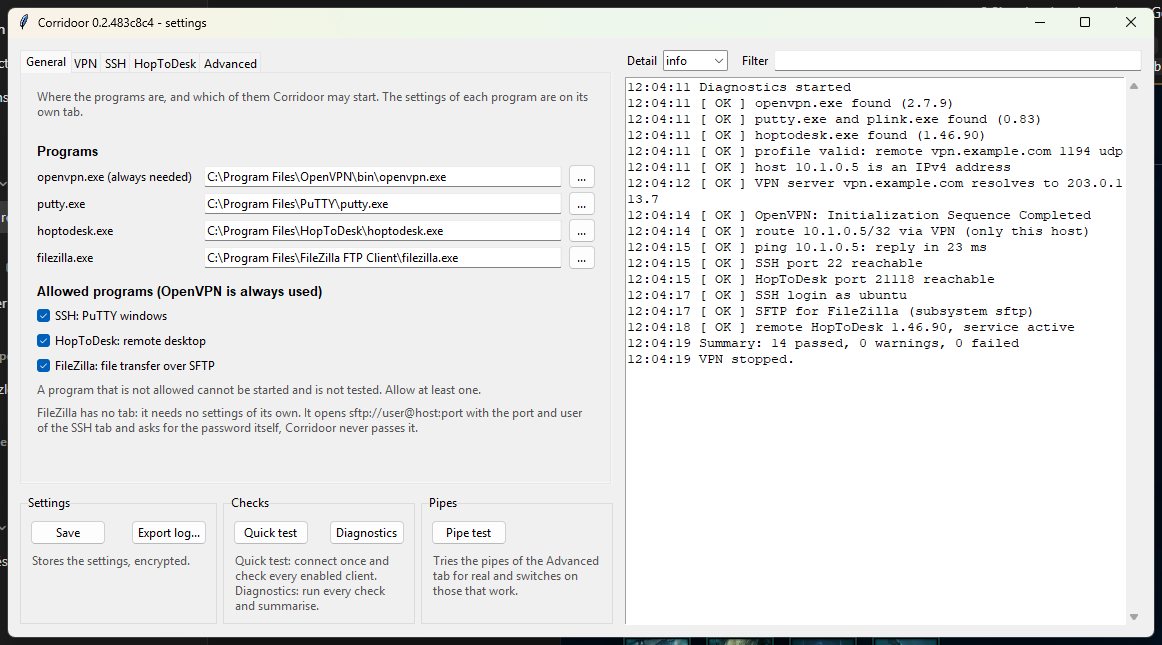 Corridoor 0.2.483c8c4 - settings
General VPN SSH HopToDesk Advanced
Where the programs are, and which of them Corridoor may start. The settings of each program are on its
own tab.
Programs
openvpn.exe (always needed) C:\Program Files\OpenVPN\bin\openvpn.exe ...
putty.exe C:\Program Files\PuTTY\putty.exe ...
hoptodesk.exe C:\Program Files\HopToDesk\hoptodesk.exe ...
filezilla.exe C:\Program Files\FileZilla FTP Client\filezilla.exe ...
Allowed programs (OpenVPN is always used)
SSH: PuTTY windows
HopToDesk: remote desktop
FileZilla: file transfer over SFTP
A program that is not allowed cannot be started and is not tested. Allow at least one.
FileZilla has no tab: it needs no settings of its own. It opens sftp://user@host:port with the port and user
of the SSH tab and asks for the password itself, Corridoor never passes it.
Settings
Save Export log...
Stores the settings, encrypted.
Checks
Quick test Diagnostics
Quick test: connect once and
check every enabled client.
Diagnostics: run every check
and summarise.
Pipes
Pipe test
Tries the pipes of the Advanced
tab for real and switches on
those that work.
Detail info Filter
12:04:11 Diagnostics started
12:04:11 [ OK ] openvpn.exe found (2.7.9)
12:04:11 [ OK ] putty.exe and plink.exe found (0.83)
12:04:11 [ OK ] hoptodesk.exe found (1.46.90)
12:04:11 [ OK ] profile valid: remote vpn.example.com 1194 udp
12:04:11 [ OK ] host 10.1.0.5 is an IPv4 address
12:04:12 [ OK ] VPN server vpn.example.com resolves to 203.0.1
13.7
12:04:14 [ OK ] OpenVPN: Initialization Sequence Completed
12:04:14 [ OK ] route 10.1.0.5/32 via VPN (only this host)
12:04:15 [ OK ] ping 10.1.0.5: reply in 23 ms
12:04:15 [ OK ] SSH port 22 reachable
12:04:15 [ OK ] HopToDesk port 21118 reachable
12:04:17 [ OK ] SSH login as ubuntu
12:04:17 [ OK ] SFTP for FileZilla (subsystem sftp)
12:04:18 [ OK ] remote HopToDesk 1.46.90, service active
12:04:19 Summary: 14 passed, 0 warnings, 0 failed
12:04:19 VPN stopped.